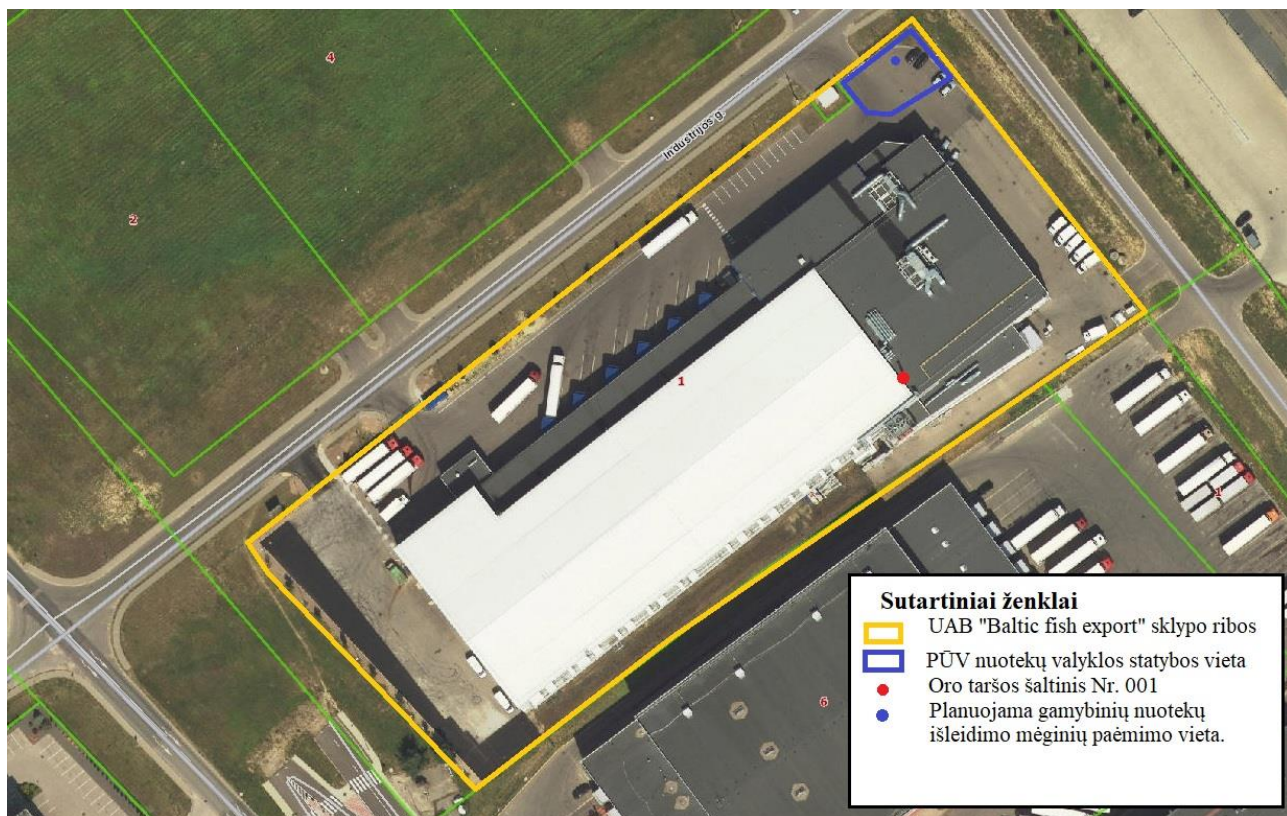 4
Industrijos g
2
1
1
6
Sutartiniai ženklai
UAB "Baltic fish export" sklypo ribos
PŪV nuotekų valyklos statybos vieta
Oro taršos šaltinis Nr. 001
Planuojama gamybinių nuotekų
išleidimo mėginių paėmimo vieta.